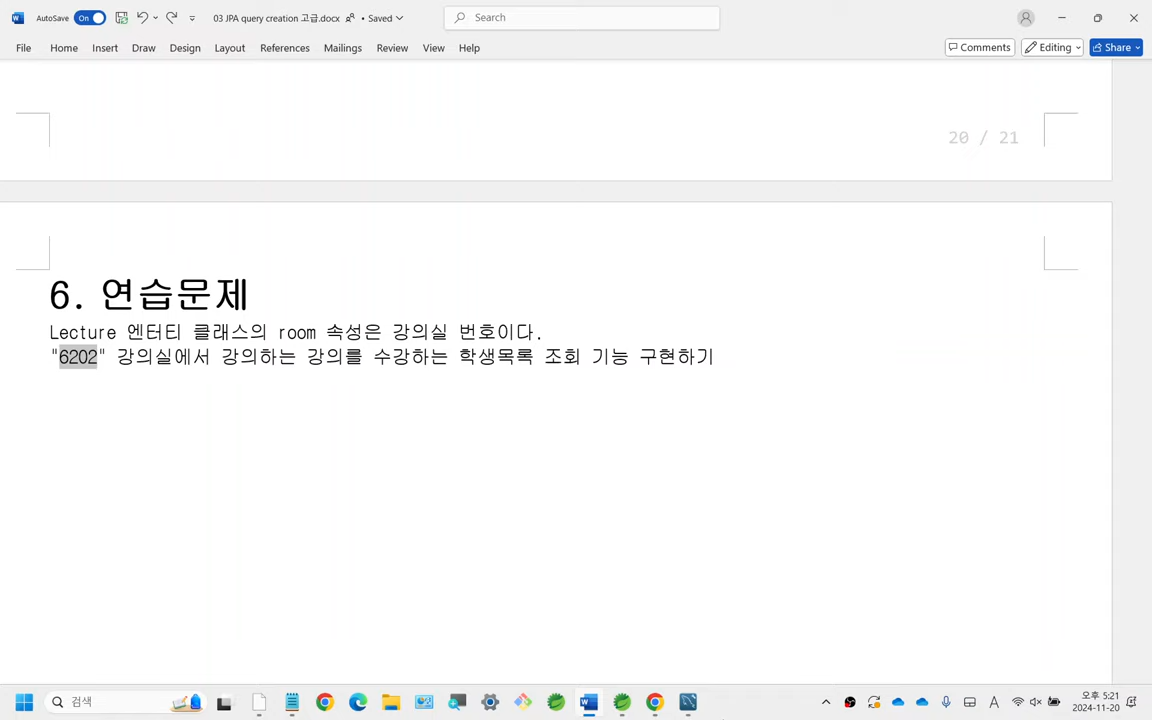 AutoSave On 03 JPA query creation 고급.docx • Saved Search
File Home Insert Draw Design Layout References Mailings Review View Help Comments Editing Share
20 / 21
6. 연습문제
Lecture 엔터티 클래스의 room 속성은 강의실 번호이다.
"6202" 강의실에서 강의하는 강의를 수강하는 학생목록 조회 기능 구현하기
검색 A 오후 5:21
2024-11-20